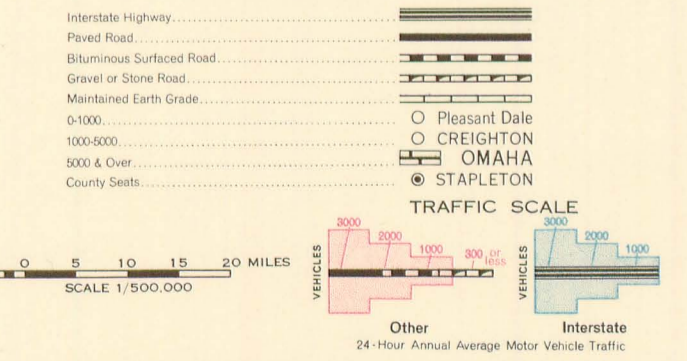 Interstate Highway
Paved Road
Bituminous Surfaced Road
Gravel or Stone Road
Maintained Earth Grade
0-1000 Pleasant Dale
1000-5000 CREIGHTON
5000 & Over OMAHA
County Seats STAPLETON
TRAFFIC SCALE
3000 2000 1000 300 or less
VEHICLES
3000 2000 1000
VEHICLES
0 5 10 15 20 MILES
SCALE 1/500,000
Other
Interstate
24-Hour Annual Average Motor Vehicle Traffic